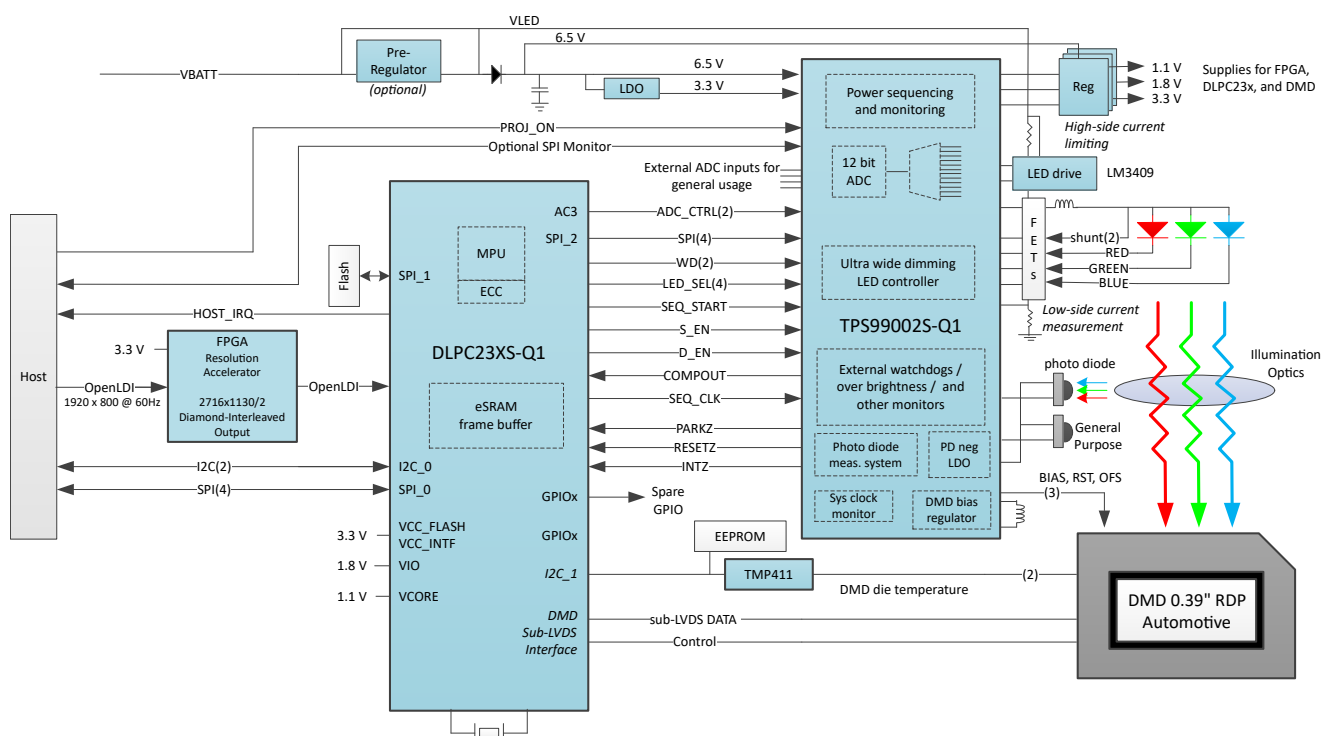 VLED
6.5 V
VBATT
Pre-
Regulator
(optional)
6.5 V
LDO
3.3 V
Reg
1.1 V
1.8 V
3.3 V
Supplies for FPGA,
DLPC23x, and DMD
High-side current
limiting
Power sequencing
and monitoring
PROJ_ON
Optional SPI Monitor
External ADC inputs for
general usage
12 bit
ADC
LED drive
LM3409
AC3
ADC_CTRL(2)
SPI_2
SPI(4)
MPU
ECC
WD(2)
LED_SEL(4)
SEQ_START
S_EN
D_EN
COMPOUT
SEQ_CLK
PARKZ
RESETZ
INTZ
Ultra wide dimming
LED controller
TPS99002S-Q1
F
E
T
s
shunt(2)
RED
GREEN
BLUE
Low-side current
measurement
Flash
SPI_1
HOST_IRQ
DLPC23XS-Q1
Host
3.3 V
FPGA
Resolution
Accelerator
2716x1130/2
Diamond-Interleaved
Output
OpenLDI
1920 x 800 @ 60Hz
OpenLDI
eSRAM
frame buffer
External watchdogs /
over brightness / and
other monitors
photo diode
Illumination
Optics
General
Purpose
Photo diode
meas. system
PD neg
LDO
Sys clock
monitor
DMD bias
regulator
BIAS, RST, OFS
(3)
I2C(2)
I2C_0
SPI(4)
SPI_0
GPIOx
Spare
GPIO
3.3 V
VCC_FLASH
VCC_INTF
GPIOx
EEPROM
1.8 V
VIO
I2C_1
TMP411
(2)
DMD die temperature
1.1 V
VCORE
DMD
Sub-LVDS
Interface
sub-LVDS DATA
Control
DMD 0.39" RDP
Automotive